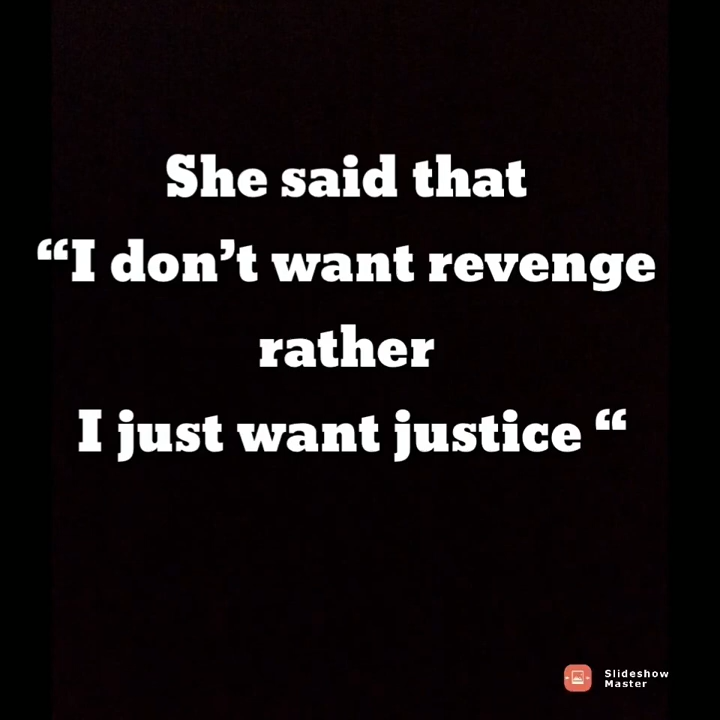 She said that
“I don’t want revenge
rather
I just want justice “
Slideshow
Master